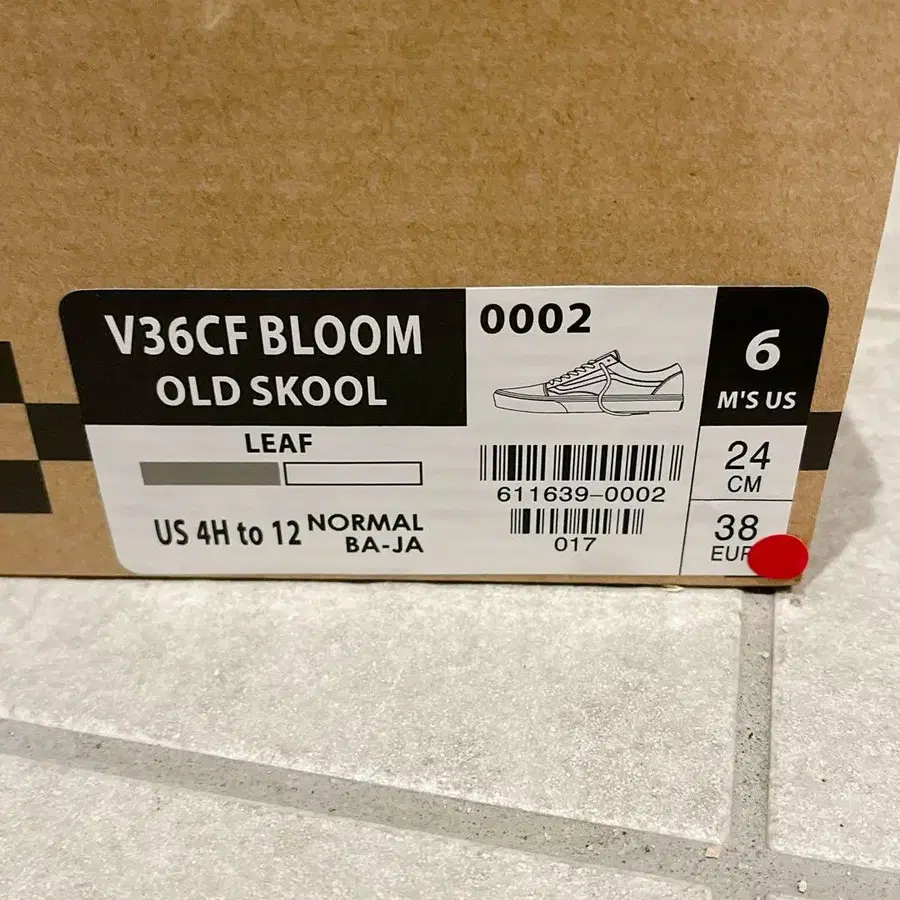 V36CF BLOOM
OLD SKOOL
LEAF
US 4H to 12 NORMAL
BA-JA
0002
611639-0002
017
6
M'S US
24
CM
38